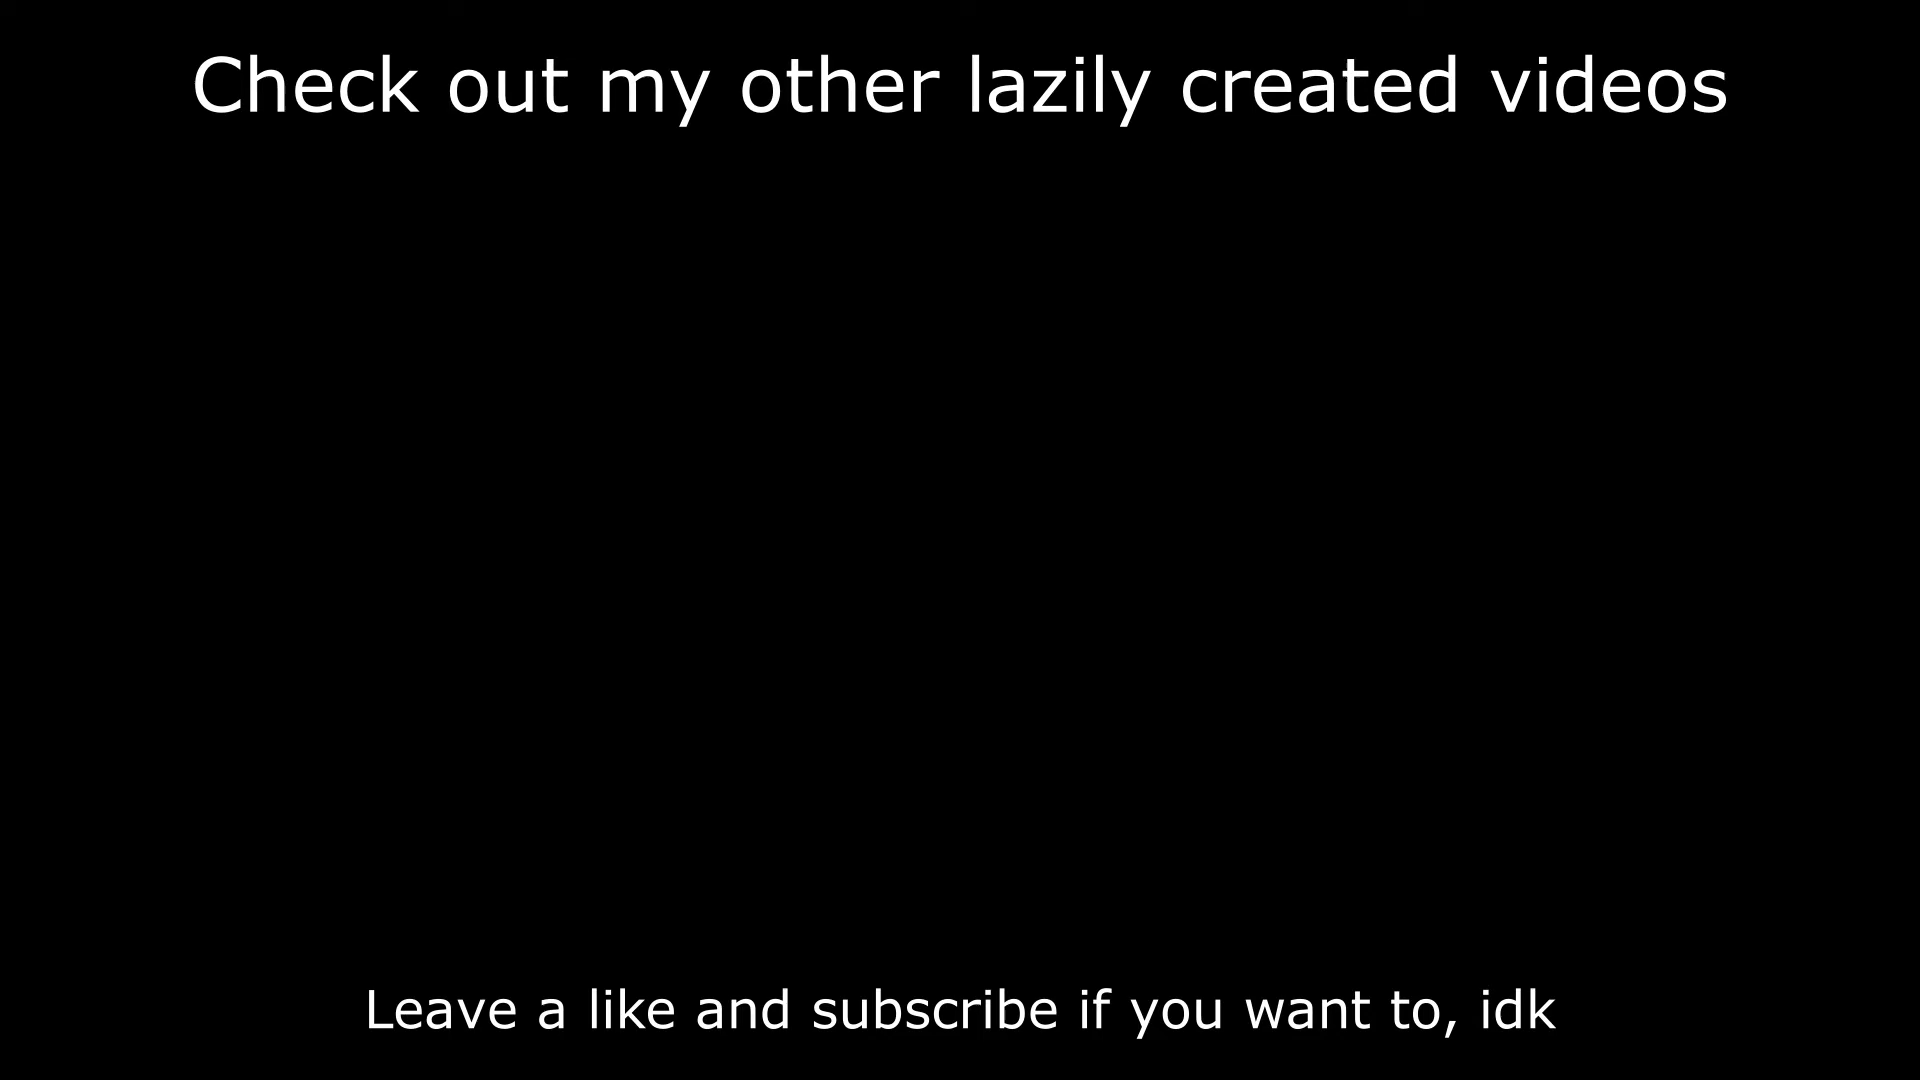 Check out my other lazily created videos
Leave a like and subscribe if you want to, idk